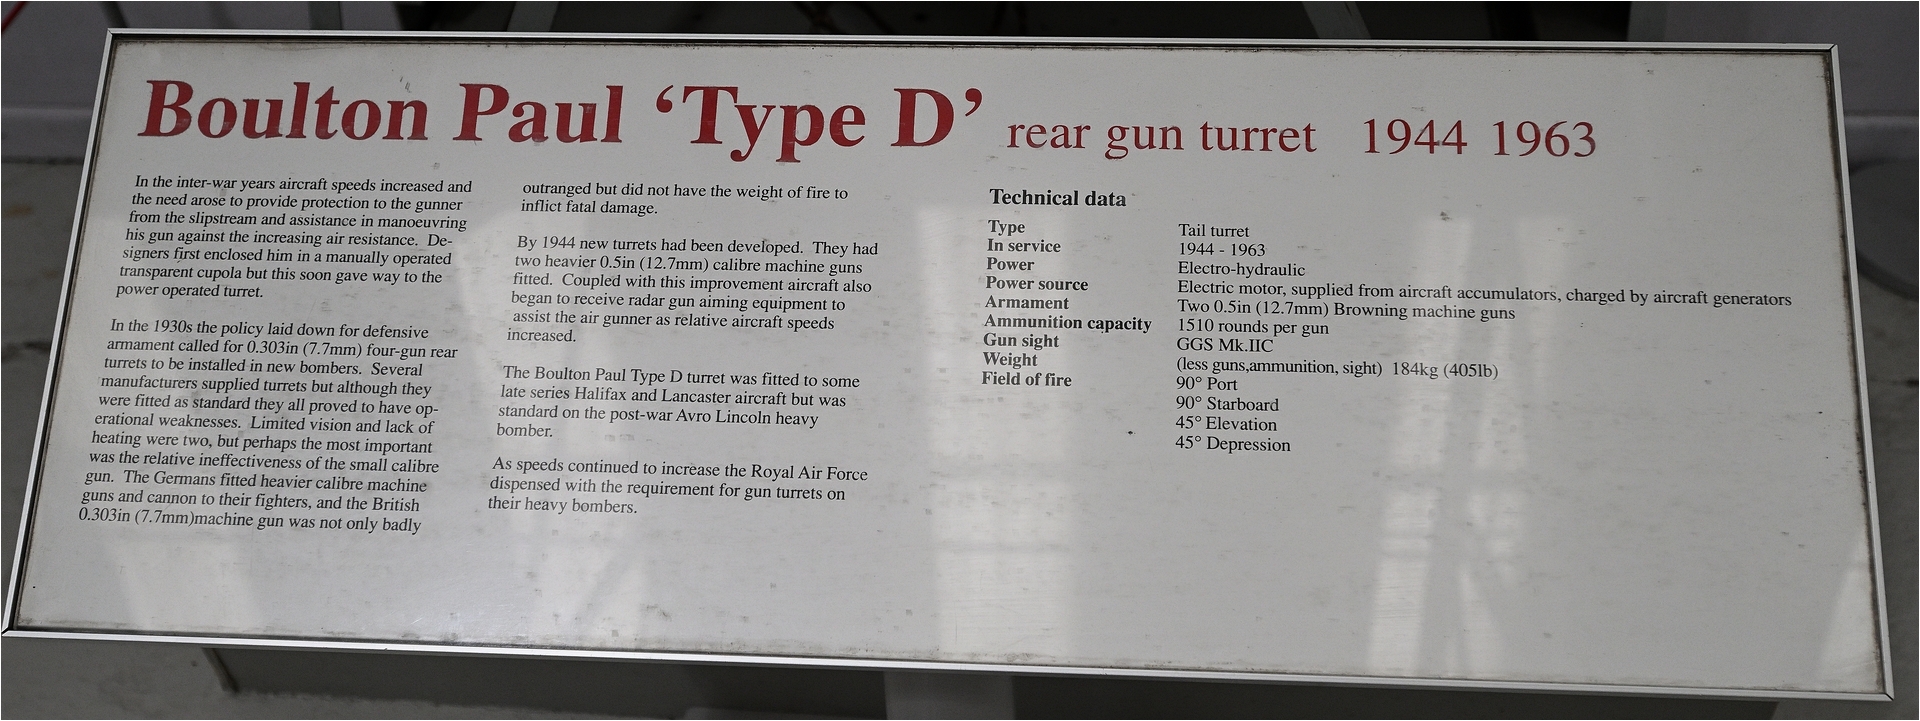 Boulton Paul ‘Type D’ rear gun turret 1944 1963
In the inter-war years aircraft speeds increased and
the need arose to provide protection to the gunner
from the slipstream and assistance in manoeuvring
his gun against the increasing air resistance. De-
signers first enclosed him in a manually operated
transparent cupola but this soon gave way to the
power operated turret.
In the 1930s the policy laid down for defensive
armament called for 0.303in (7.7mm) four-gun rear
turrets to be installed in new bombers. Several
manufacturers supplied turrets but although they
were fitted as standard they all proved to have op-
erational weaknesses. Limited vision and lack of
heating were two, but perhaps the most important
was the relative ineffectiveness of the small calibre
gun. The Germans fitted heavier calibre machine
guns and cannon to their fighters, and the British
0.303in (7.7mm)machine gun was not only badly
outranged but did not have the weight of fire to
inflict fatal damage.
By 1944 new turrets had been developed. They had
two heavier 0.5in (12.7mm) calibre machine guns
fitted. Coupled with this improvement aircraft also
began to receive radar gun aiming equipment to
assist the air gunner as relative aircraft speeds
increased.
The Boulton Paul Type D turret was fitted to some
late series Halifax and Lancaster aircraft but was
standard on the post-war Avro Lincoln heavy
bomber.
As speeds continued to increase the Royal Air Force
dispensed with the requirement for gun turrets on
their heavy bombers.
Technical data
Type Tail turret
In service 1944 - 1963
Power Electro-hydraulic
Power source Electric motor, supplied from aircraft accumulators, charged by aircraft generators
Armament Two 0.5in (12.7mm) Browning machine guns
Ammunition capacity 1510 rounds per gun
Gun sight GGS Mk.IIC
Weight (less guns,ammunition, sight) 184kg (405lb)
Field of fire 90° Port
90° Starboard
45° Elevation
45° Depression